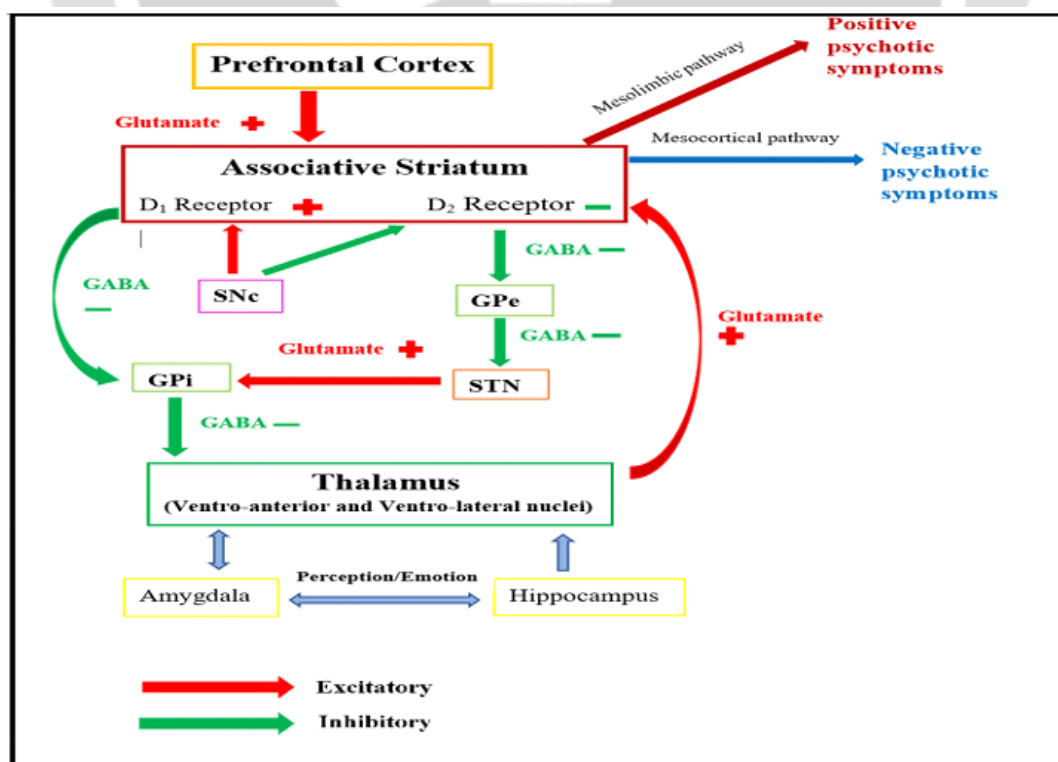 Prefrontal Cortex
Glutamate +
Mesolimbic pathway
Positive
psychotic
symptoms
Associative Striatum
D₁ Receptor +
D₂ Receptor –
Mesocortical pathway
Negative
psychotic
symptoms
GABA
–
SNc
GABA –
GPe
GABA –
Glutamate
+
Glutamate +
GPi
STN
GABA –
Thalamus
(Ventro-anterior and Ventro-lateral nuclei)
Perception/Emotion
Amygdala
Hippocampus
Excitatory
Inhibitory